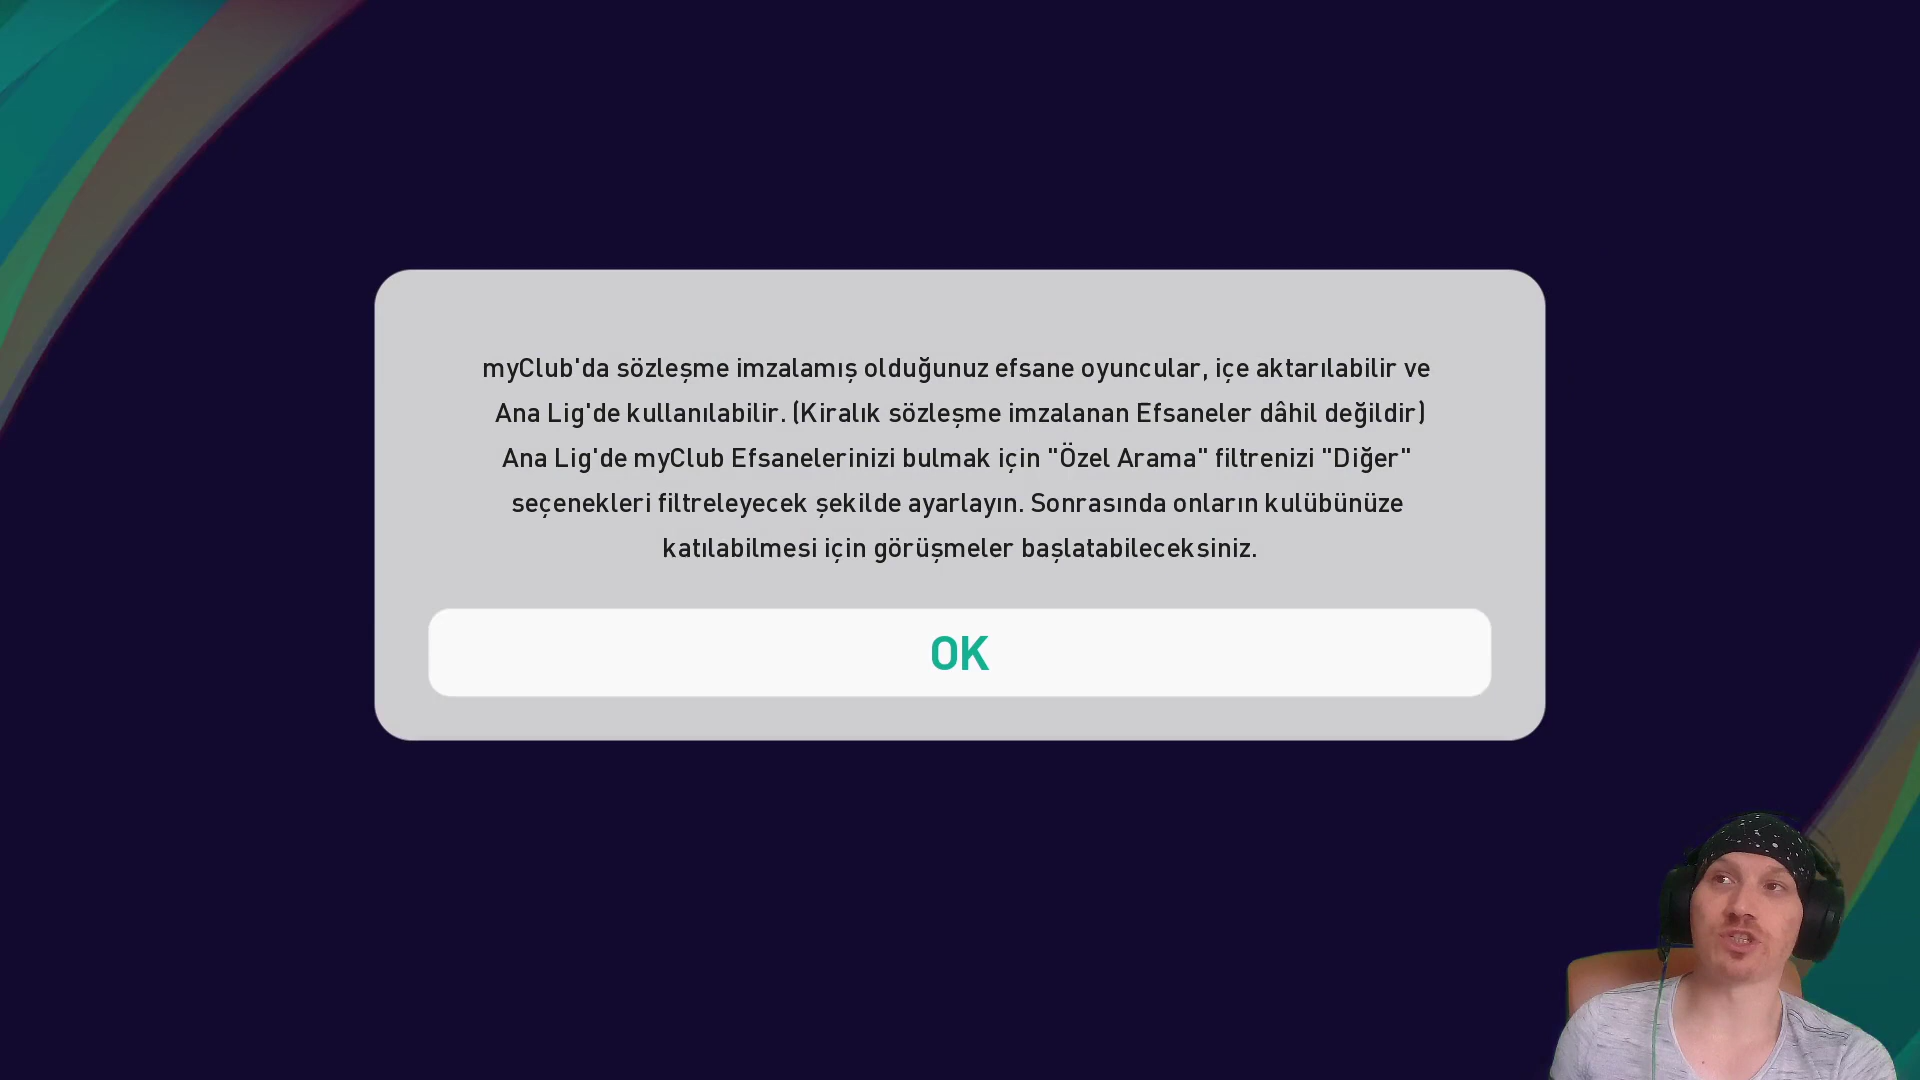 myClub'da sözleşme imzalamış olduğunuz efsane oyuncular, içe aktarılabilir ve
Ana Lig'de kullanılabilir. (Kiralık sözleşme imzalanan Efsaneler dâhil değildir)
Ana Lig'de myClub Efsanelerinizi bulmak için "Özel Arama" filtrenizi "Diğer"
seçenekleri filtreleyecek şekilde ayarlayın. Sonrasında onların kulübünüze
katılabilmesi için görüşmeler başlatabileceksiniz.
OK